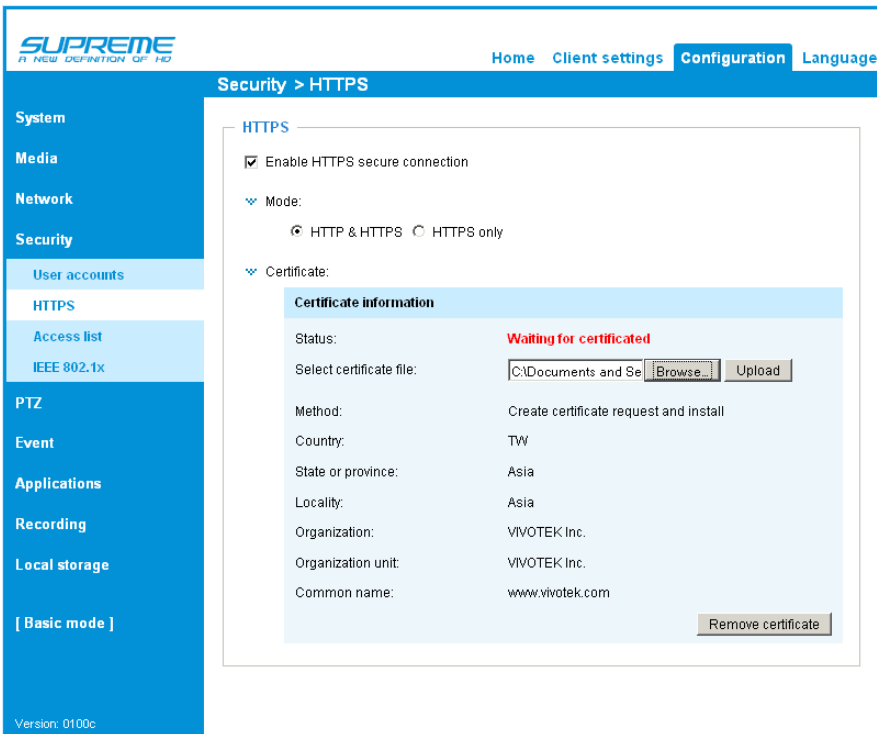 SUPREME
A NEW DEFINITION OF HD
Home Client settings Configuration Language
Security > HTTPS
System
Media
Network
Security
User accounts
HTTPS
Access list
IEEE 802.1x
PTZ
Event
Applications
Recording
Local storage
[ Basic mode ]
Version: 0100c
HTTPS
Enable HTTPS secure connection
Mode:
HTTP & HTTPS HTTPS only
Certificate:
Certificate information
Status: Waiting for certificated
Select certificate file: C:\Documents and Se Browse... Upload
Method: Create certificate request and install
Country: TW
State or province: Asia
Locality: Asia
Organization: VIVOTEK Inc.
Organization unit: VIVOTEK Inc.
Common name: www.vivotek.com
Remove certificate